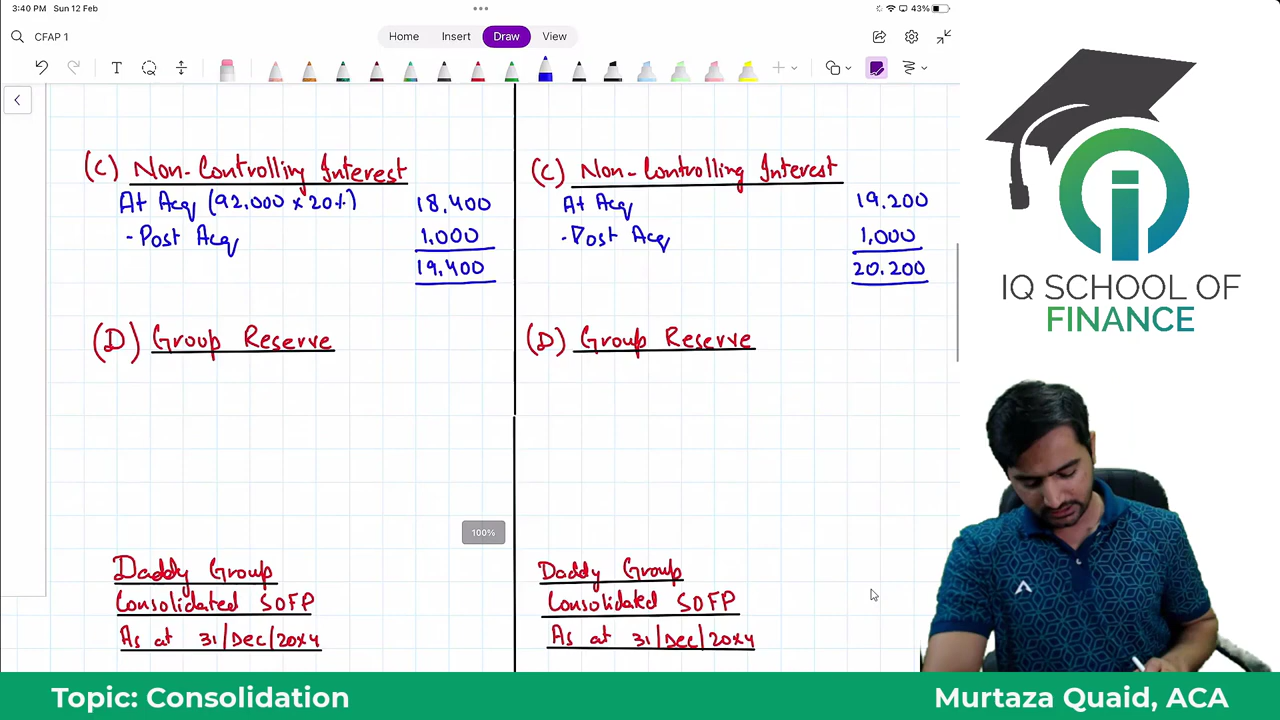 3:40 PM Sun 12 Feb
43%
CFAP 1
Home Insert Draw View
(C) Non-Controlling Interest
At Acq (92,000 x 20%) 18,400
- Post Acq 1,000
19,400
(D) Group Reserve
Daddy Group
Consolidated SOFP
As at 31/Dec/20x4
(C) Non-Controlling Interest
At Acq 19.200
- Post Acq 1,000
20.200
(D) Group Reserve
Daddy Group
Consolidated SOFP
As at 31/Dec/20x4
100%
IQ SCHOOL OF
FINANCE
Topic: Consolidation
Murtaza Quaid, ACA